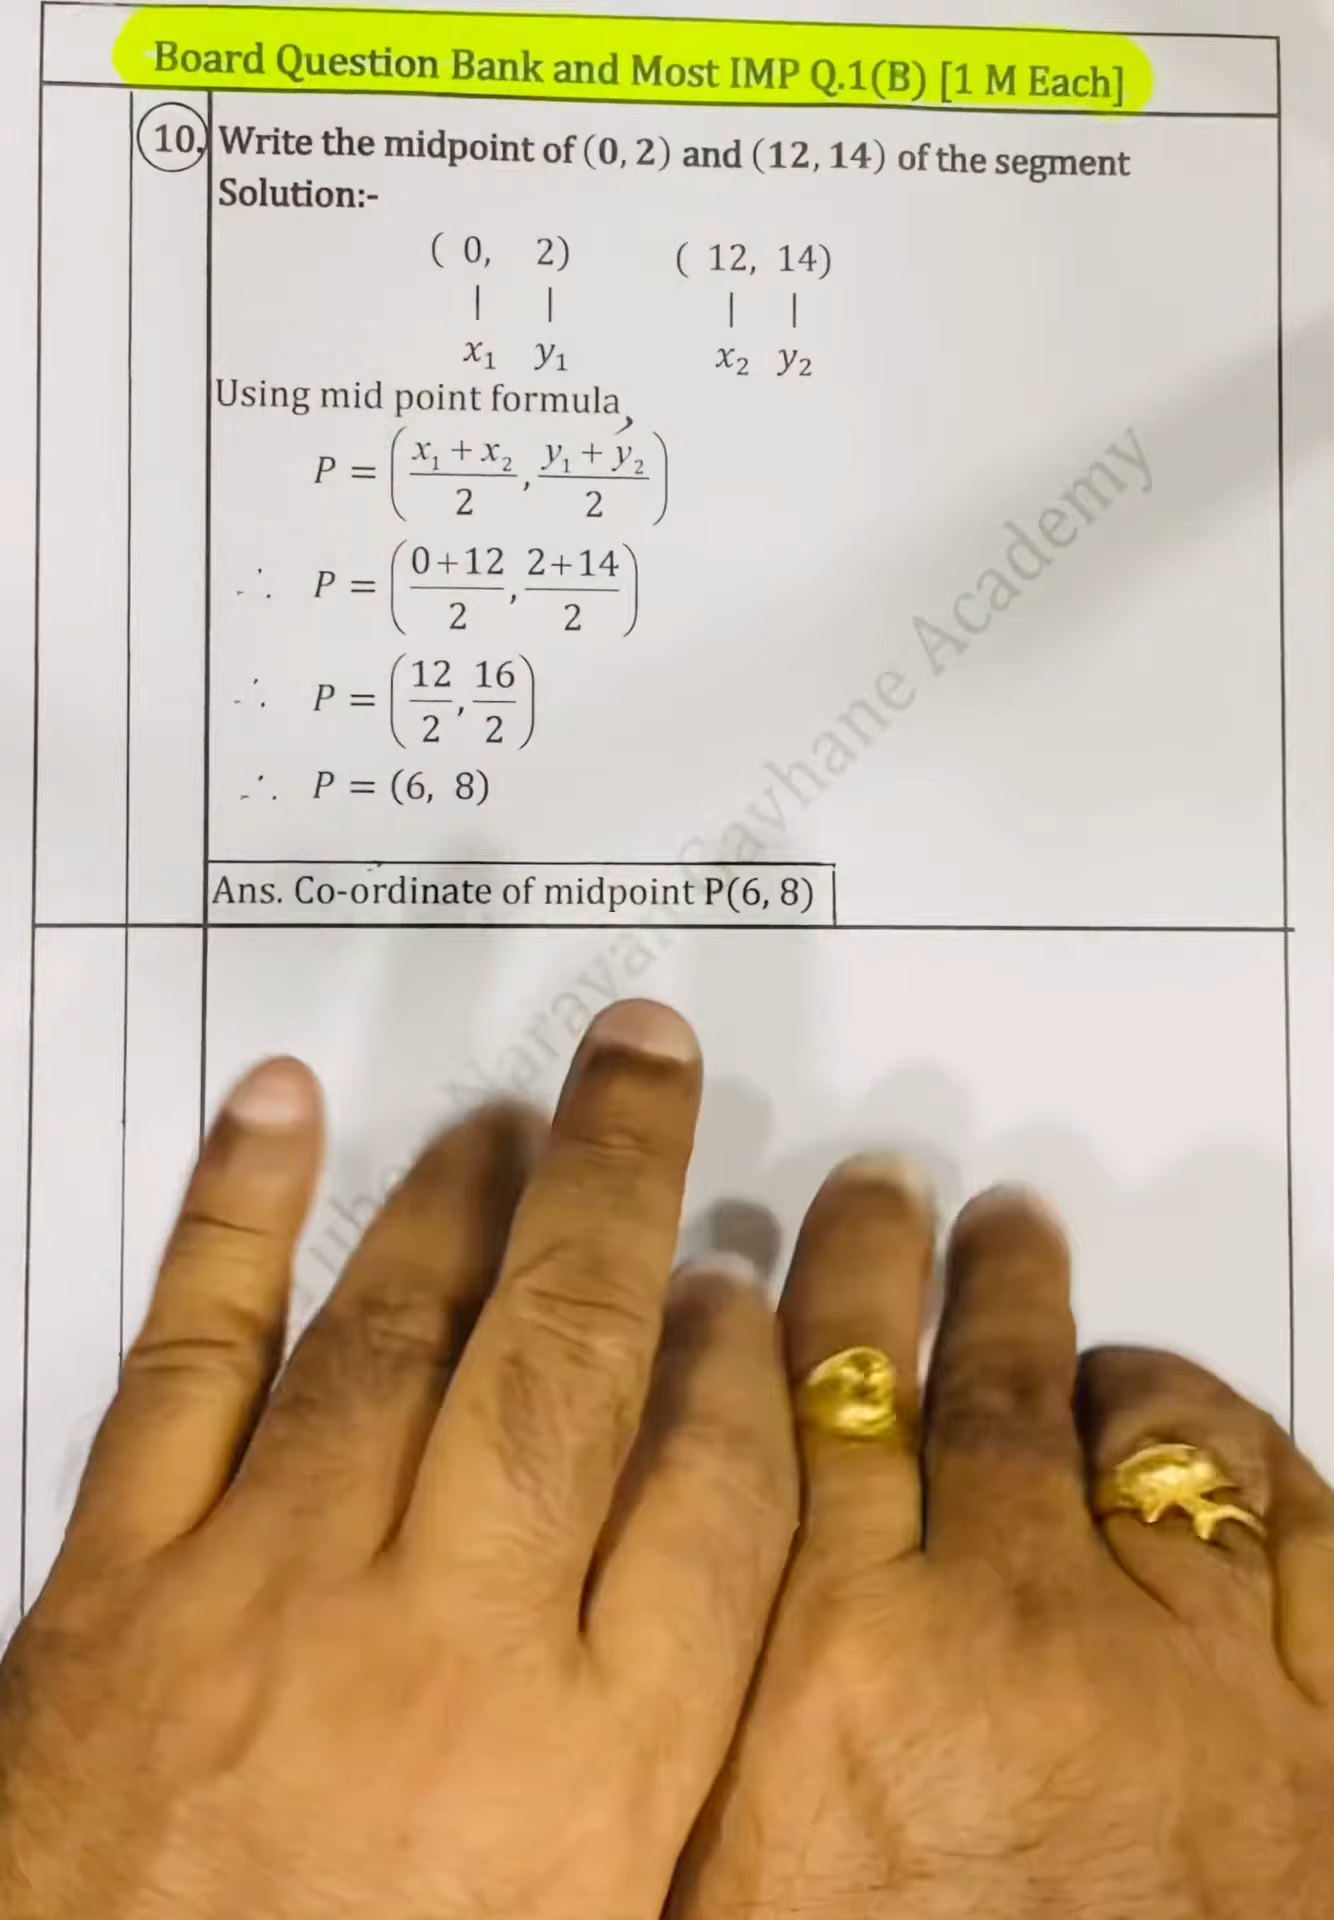 Board Question Bank and Most IMP Q.1(B) [1 M Each]
10. Write the midpoint of (0, 2) and (12, 14) of the segment
Solution:-
( 0, 2) ( 12, 14)
| | | |
x₁ y₁ x₂ y₂
Using mid point formula,
P = ( (x₁ + x₂)/2 , (y₁ + y₂)/2 )
∴ P = ( (0+12)/2 , (2+14)/2 )
∴ P = ( 12/2 , 16/2 )
∴ P = (6, 8)
Ans. Co-ordinate of midpoint P(6, 8)
Narayan Gavhane Academy